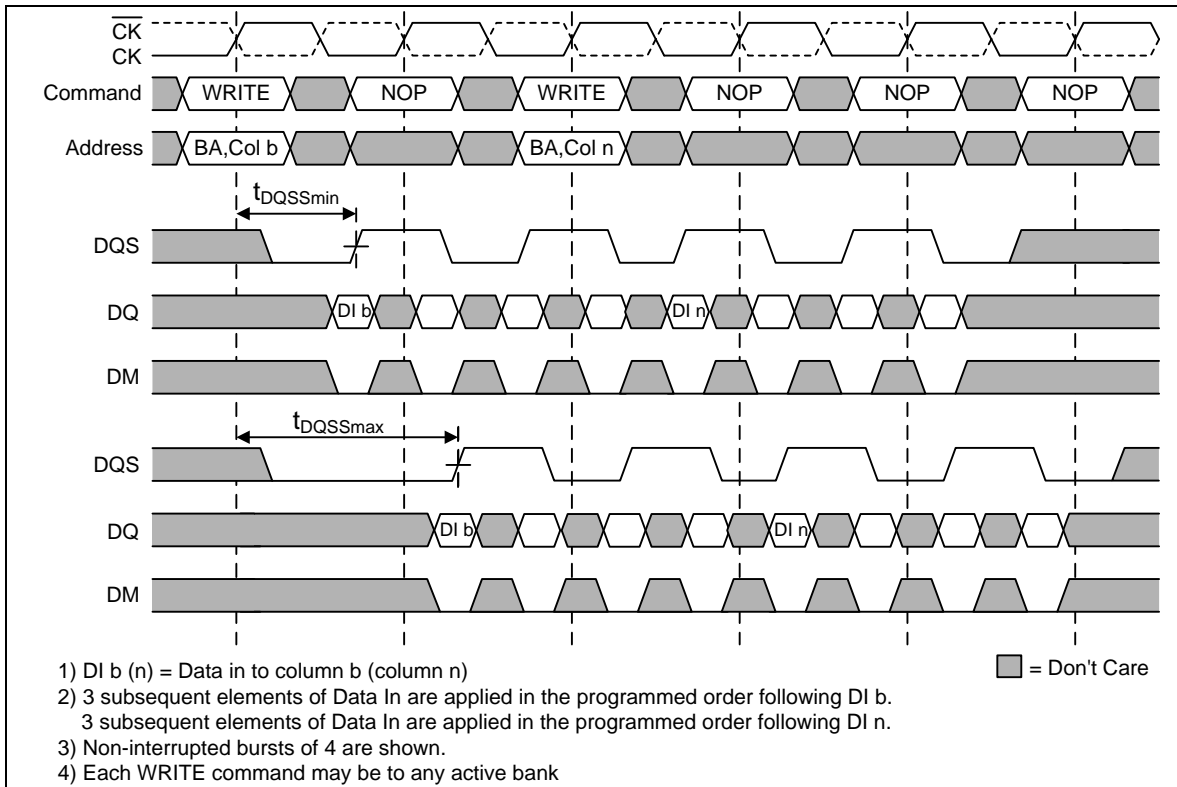 CK
CK
Command WRITE NOP WRITE NOP NOP NOP
Address BA,Col b BA,Col n
tDQSSmin
DQS
DQ DI b DI n
DM
tDQSSmax
DQS
DQ DI b DI n
DM
1) DI b (n) = Data in to column b (column n)
= Don't Care
2) 3 subsequent elements of Data In are applied in the programmed order following DI b.
3 subsequent elements of Data In are applied in the programmed order following DI n.
3) Non-interrupted bursts of 4 are shown.
4) Each WRITE command may be to any active bank